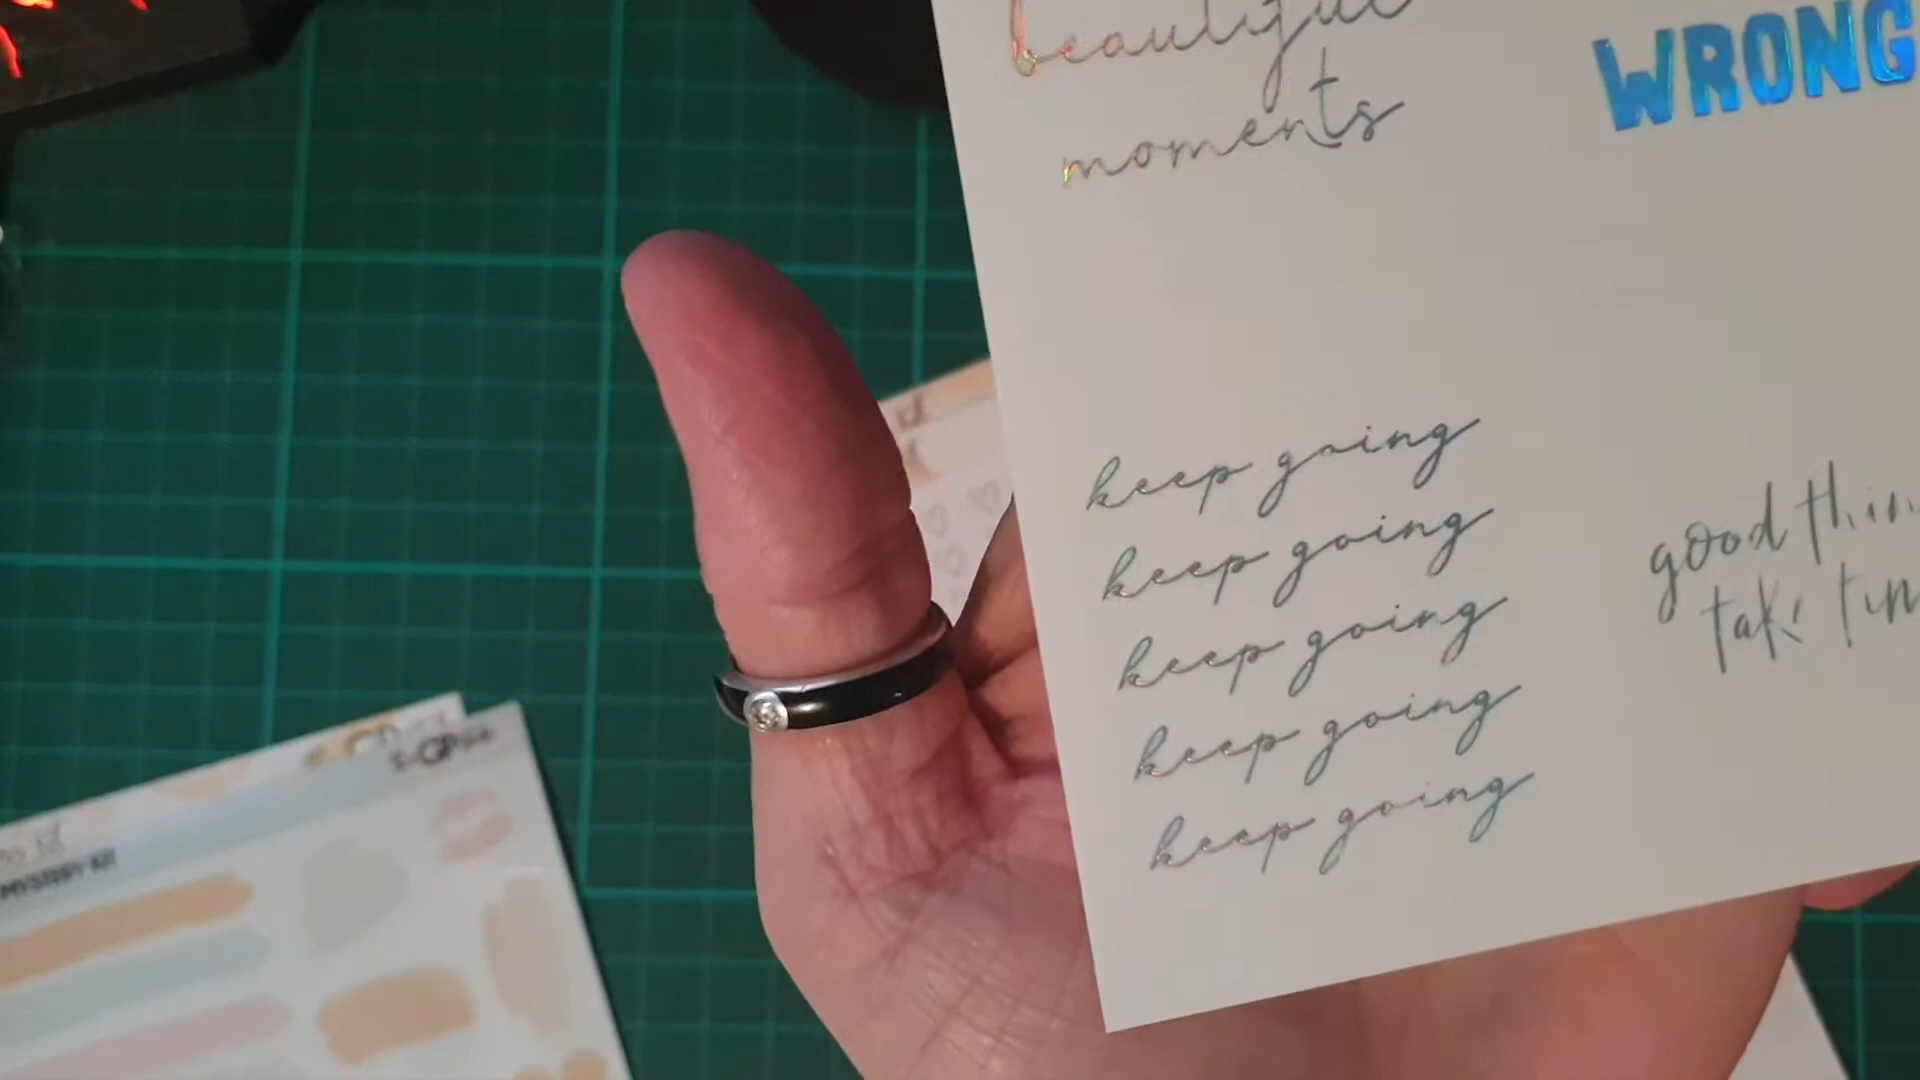 beautiful
moments
WRONG
keep going
keep going
keep going
keep going
keep going
good thin
take tim
MYSTERY KIT